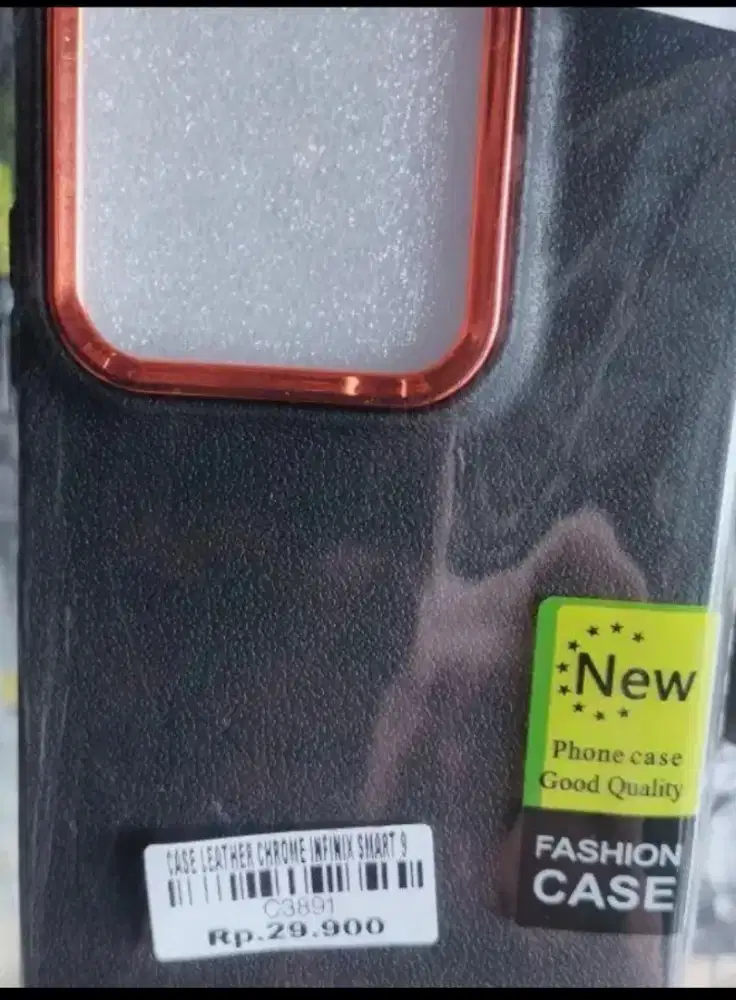 New
Phone case
Good Quality
FASHION
CASE
CASE LEATHER CHROME INFINIX SMART 9
C3891
Rp.29.900